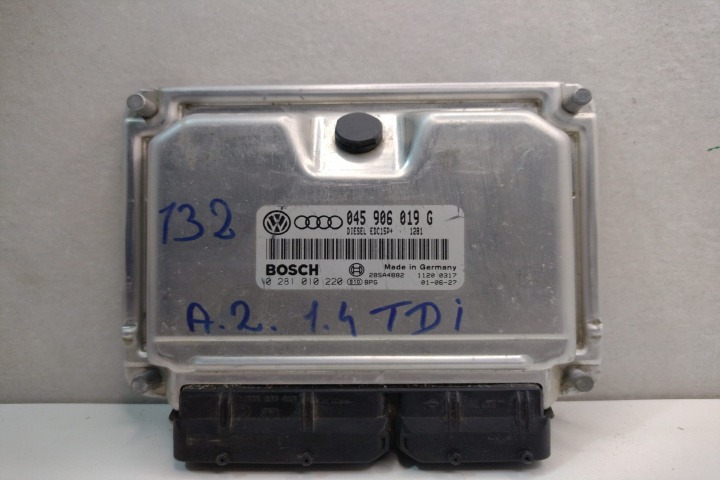 132
045 906 019 G
DIESEL EDC15P+ · 1281
BOSCH
Made in Germany
28SA4882 1120 0317
0 281 010 220 BPG 01-06-27
A.2. 1.4 TDi